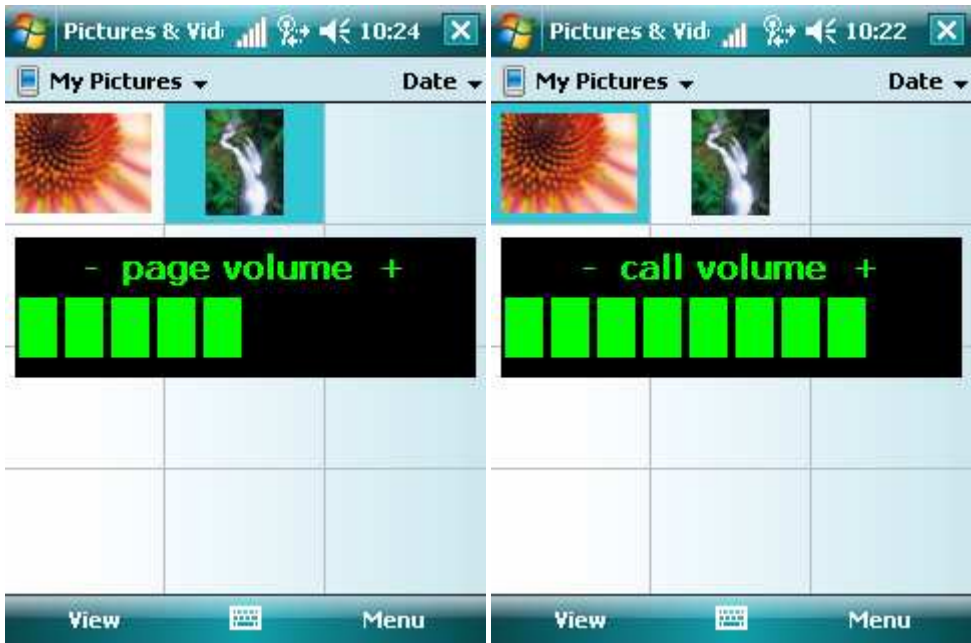 Pictures & Vid 10:24
My Pictures Date
- page volume +
View Menu
Pictures & Vid 10:22
My Pictures Date
- call volume +
View Menu